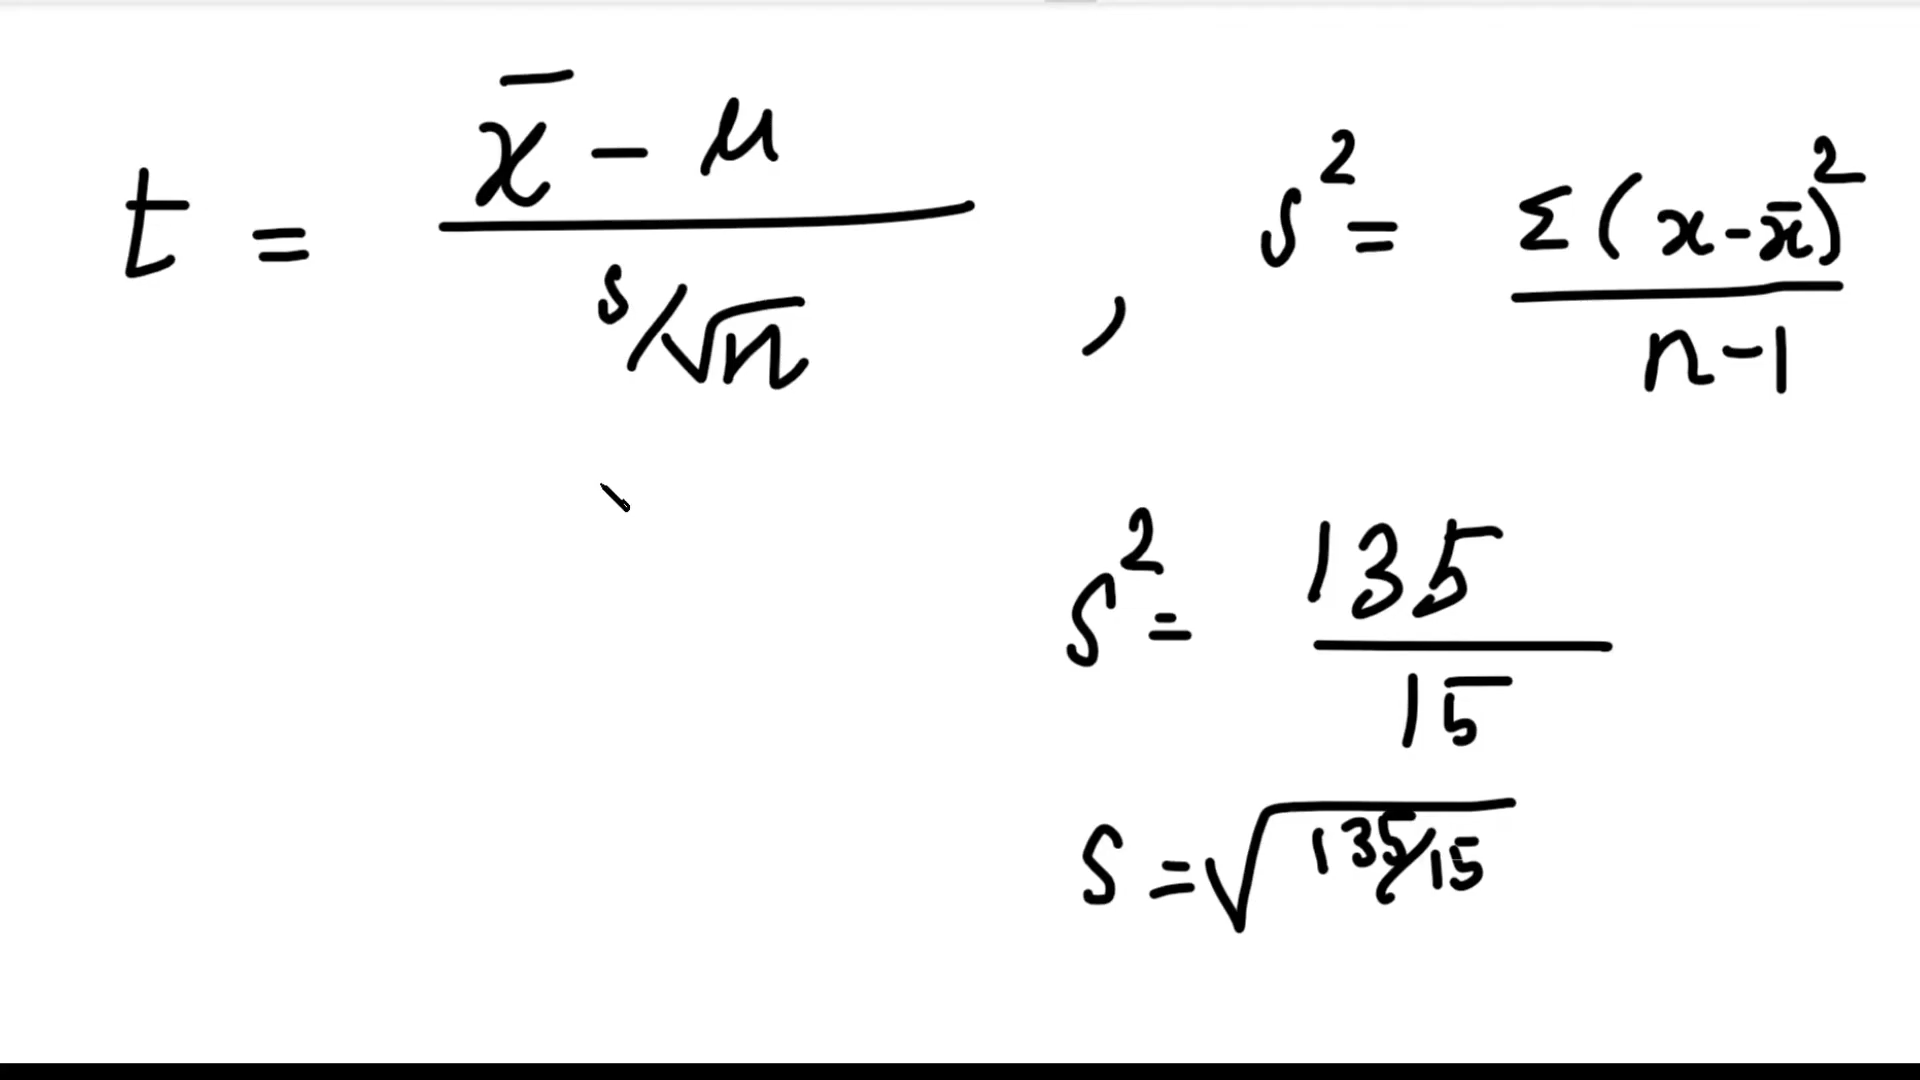 t = x̄ - μ / s/√n , s² = Σ(x-x̄)² / n-1
s² = 135 / 15
s = √135/15